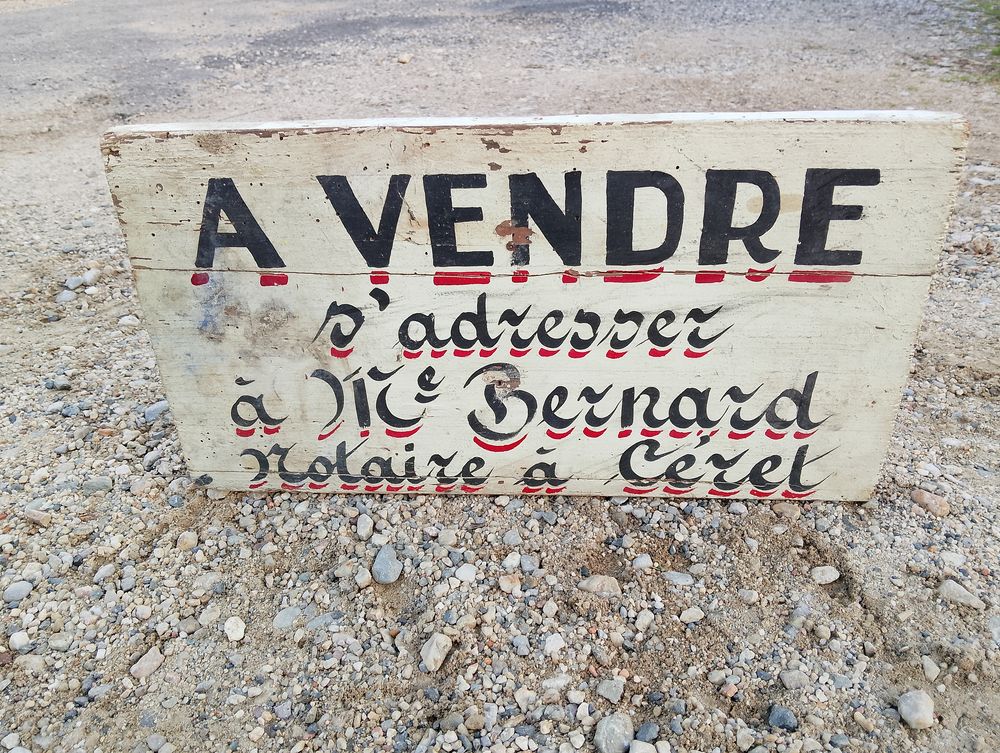 A VENDRE
s'adresser
à Me Bernard
Notaire à Céret